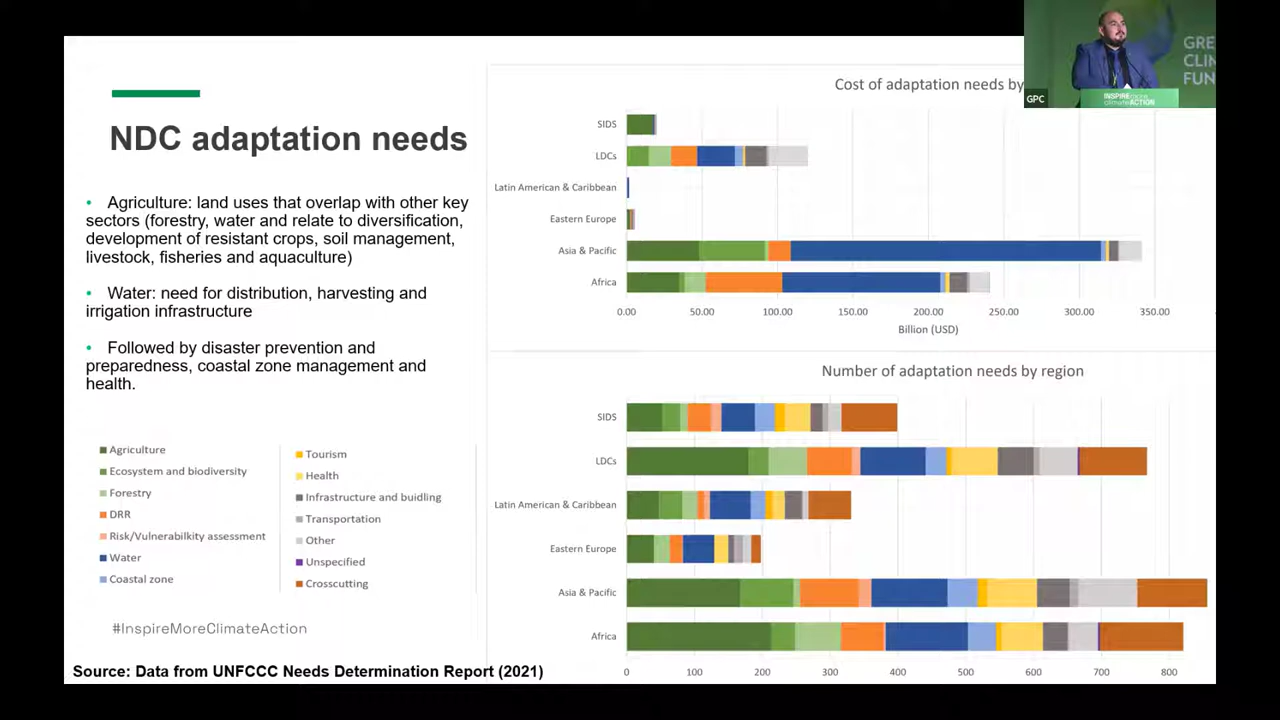 NDC adaptation needs
• Agriculture: land uses that overlap with other key
sectors (forestry, water and relate to diversification,
development of resistant crops, soil management,
livestock, fisheries and aquaculture)
• Water: need for distribution, harvesting and
irrigation infrastructure
• Followed by disaster prevention and
preparedness, coastal zone management and
health.
Agriculture
Ecosystem and biodiversity
Forestry
DRR
Risk/Vulnerabilkity assessment
Water
Coastal zone
Tourism
Health
Infrastructure and buidling
Transportation
Other
Unspecified
Crosscutting
#InspireMoreClimateAction
Source: Data from UNFCCC Needs Determination Report (2021)
Cost of adaptation needs by
SIDS
LDCs
Latin American & Caribbean
Eastern Europe
Asia & Pacific
Africa
0.00 50.00 100.00 150.00 200.00 250.00 300.00 350.00
Billion (USD)
Number of adaptation needs by region
SIDS
LDCs
Latin American & Caribbean
Eastern Europe
Asia & Pacific
Africa
0 100 200 300 400 500 600 700 800
GRE
CLIM
FUN
GPC
INSPIRE more
climate ACTION